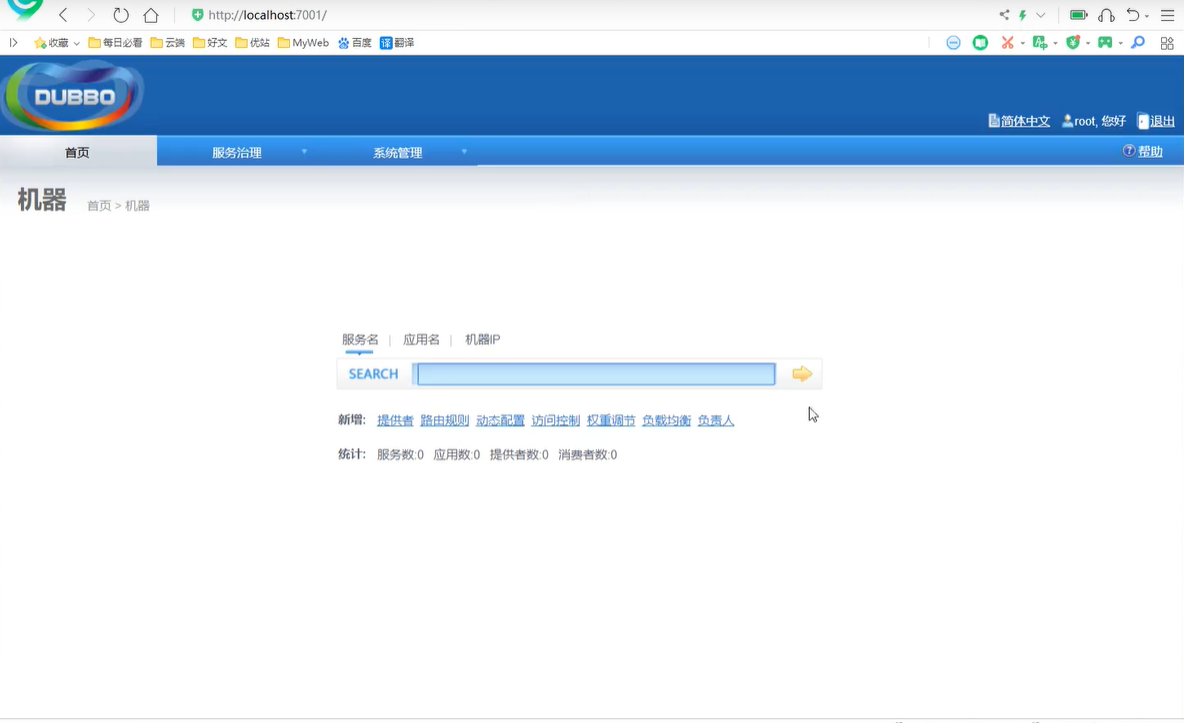 http://localhost:7001/
收藏 每日必看 云端 好文 优站 MyWeb 百度 译 翻译
DUBBO
简体中文 root, 您好 退出
首页 服务治理 系统管理 帮助
机器 首页 > 机器
服务名 | 应用名 | 机器IP
SEARCH
新增: 提供者 路由规则 动态配置 访问控制 权重调节 负载均衡 负责人
统计: 服务数:0 应用数:0 提供者数:0 消费者数:0